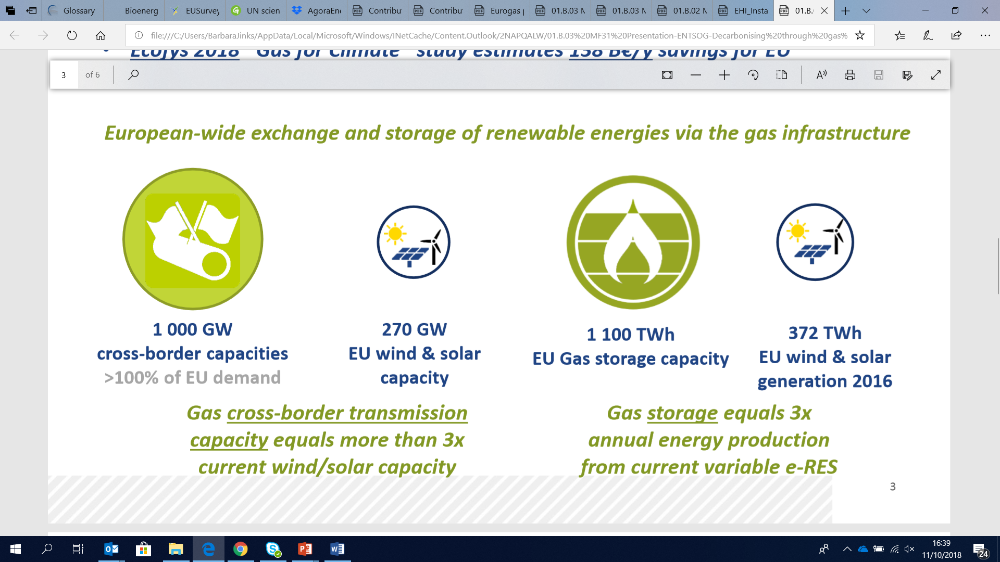 Glossary
Bioenerg
EUSurvey
UN scien
AgoraEne
Contribu
Contribu
Eurogas p
01.B.03 M
01.B.03 M
01.B.02 M
EHI_Insta
01.B.
file:///C:/Users/BarbaraJinks/AppData/Local/Microsoft/Windows/INetCache/Content.Outlook/2NAPQALW/01.B.03%20MF31%20Presentation-ENTSOG-Decarbonising%20through%20gas%
• Ecofys 2018 "Gas for Climate" study estimates 138 B€/y savings for EU
3 of 6
European-wide exchange and storage of renewable energies via the gas infrastructure
1 000 GW
cross-border capacities
>100% of EU demand
270 GW
EU wind & solar
capacity
1 100 TWh
EU Gas storage capacity
372 TWh
EU wind & solar
generation 2016
Gas cross-border transmission
capacity equals more than 3x
current wind/solar capacity
Gas storage equals 3x
annual energy production
from current variable e-RES
3
16:39
11/10/2018
24